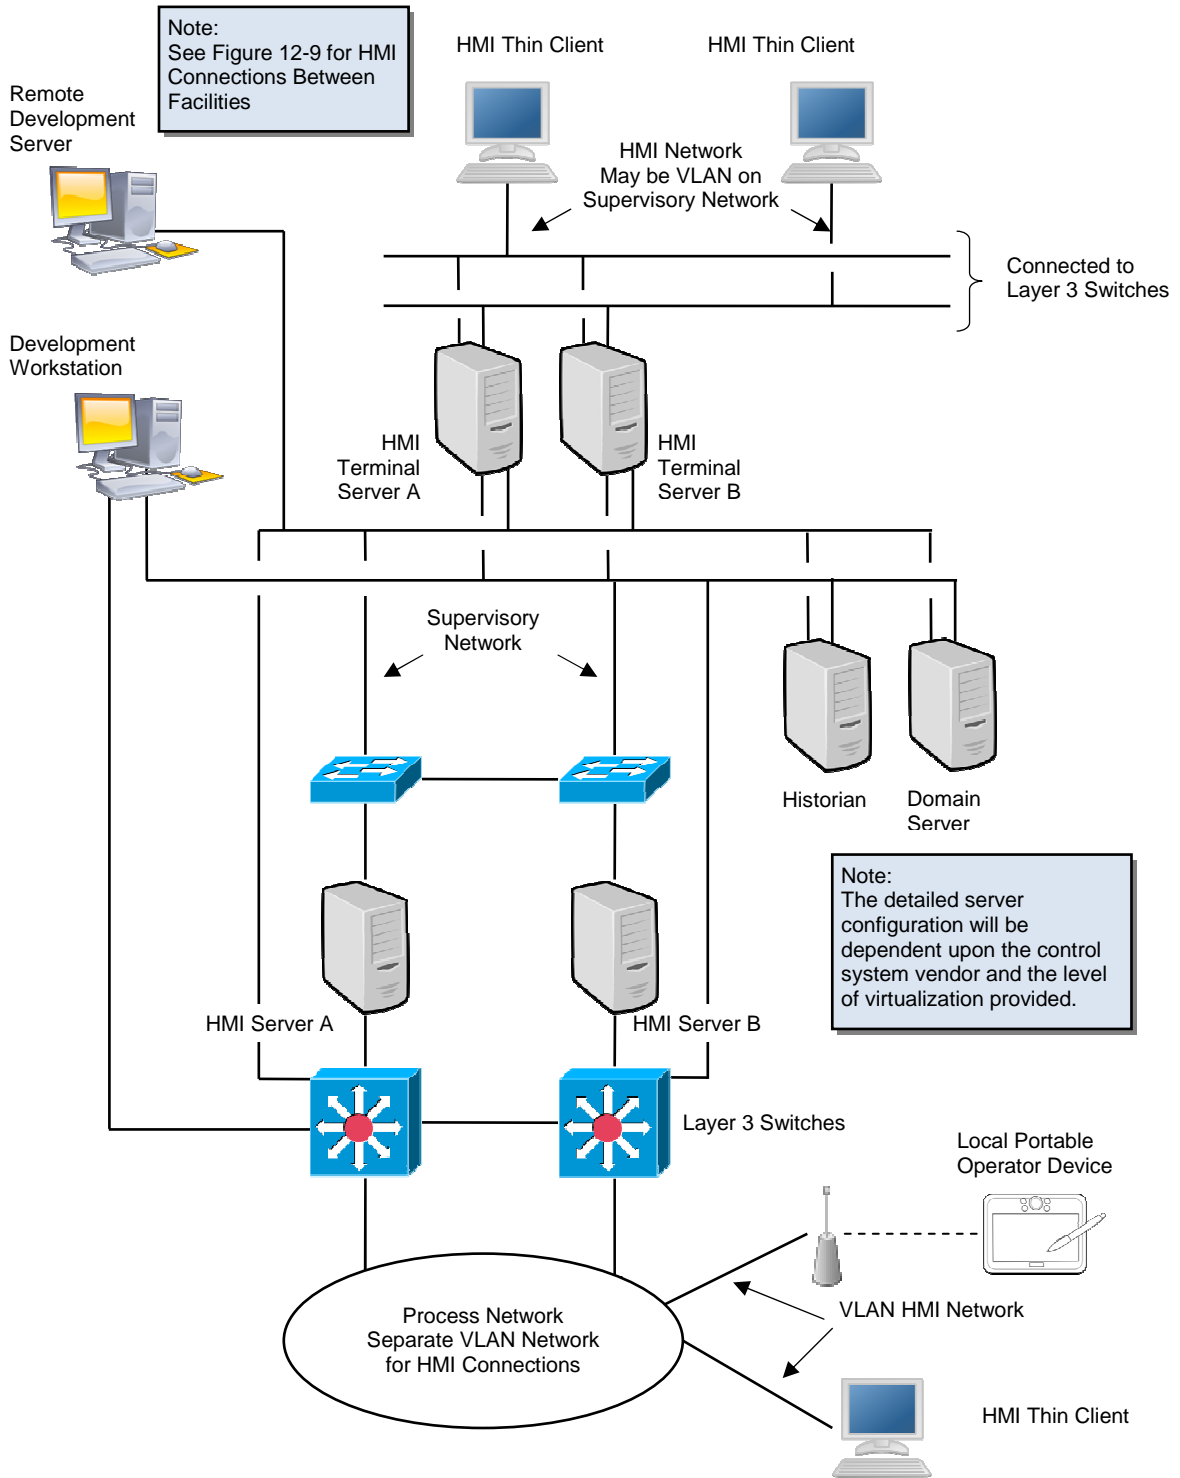 Note:
See Figure 12-9 for HMI
Connections Between
Facilities
HMI Thin Client
HMI Thin Client
Remote
Development
Server
HMI Network
May be VLAN on
Supervisory Network
Connected to
Layer 3 Switches
Development
Workstation
HMI
Terminal
Server A
HMI
Terminal
Server B
Supervisory
Network
Historian
Domain
Server
Note:
The detailed server
configuration will be
dependent upon the control
system vendor and the level
of virtualization provided.
HMI Server A
HMI Server B
Layer 3 Switches
Local Portable
Operator Device
Process Network
Separate VLAN Network
for HMI Connections
VLAN HMI Network
HMI Thin Client